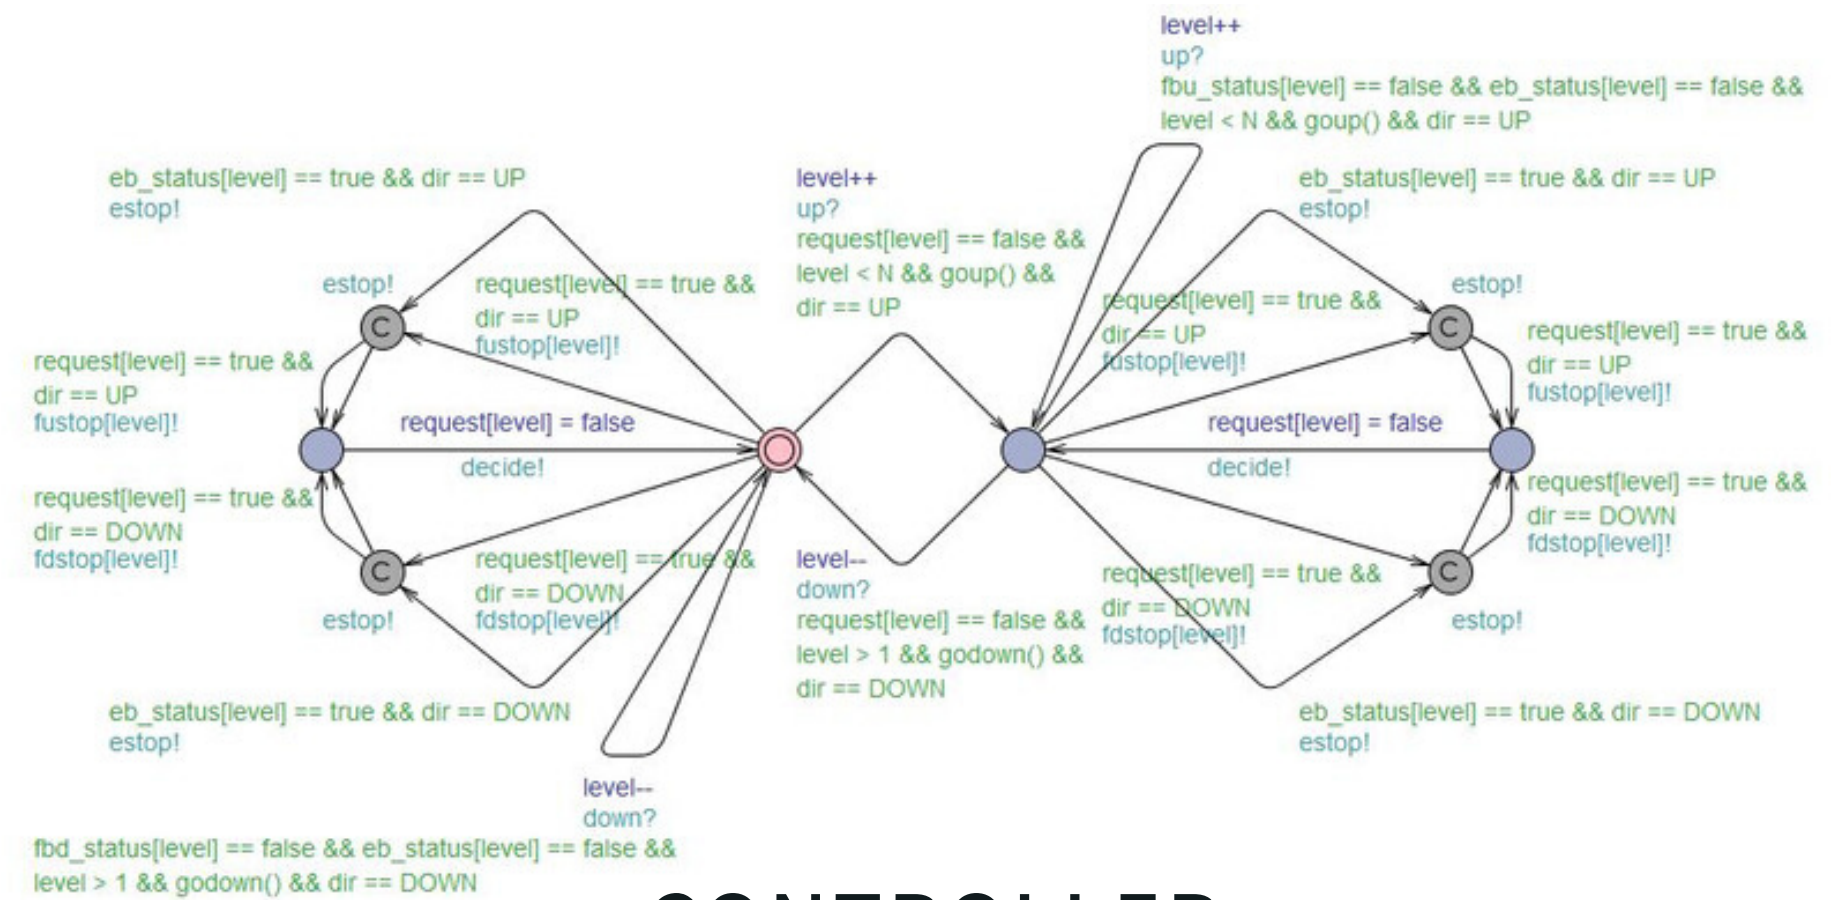 level++
up?
fbu_status[level] == false && eb_status[level] == false &&
level < N && goup() && dir == UP
eb_status[level] == true && dir == UP
estop!
level++
up?
request[level] == false &&
level < N && goup() &&
dir == UP
eb_status[level] == true && dir == UP
estop!
estop!
request[level] == true &&
dir == UP
fustop[level]!
request[level] == true &&
dir == UP
fustop[level]!
estop!
C
C
request[level] == true &&
dir == UP
fustop[level]!
request[level] == true &&
dir == UP
fustop[level]!
request[level] = false
decide!
request[level] = false
decide!
request[level] == true &&
dir == DOWN
fdstop[level]!
C
estop!
request[level] == true &&
dir == DOWN
fdstop[level]!
level--
down?
request[level] == false &&
level > 1 && godown() &&
dir == DOWN
request[level] == true &&
dir == DOWN
fdstop[level]!
request[level] == true &&
dir == DOWN
fdstop[level]!
C
estop!
eb_status[level] == true && dir == DOWN
estop!
eb_status[level] == true && dir == DOWN
estop!
level--
down?
fbd_status[level] == false && eb_status[level] == false &&
level > 1 && godown() && dir == DOWN
CONTROLLER